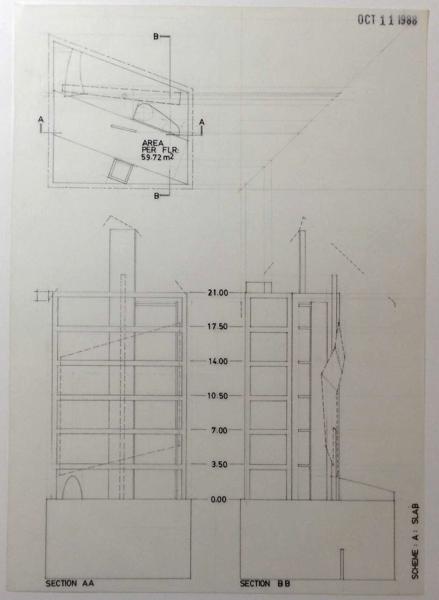 OCT 11 1988
B
A
A
AREA
PER FLR:
59.72 m2
B
21.00
17.50
14.00
10.50
7.00
3.50
0.00
SECTION AA
SECTION BB
SCHEME : A : SLAB